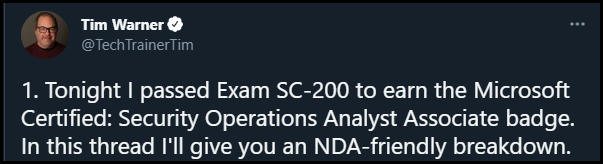 Tim Warner
@TechTrainerTim
1. Tonight I passed Exam SC-200 to earn the Microsoft
Certified: Security Operations Analyst Associate badge.
In this thread I'll give you an NDA-friendly breakdown.